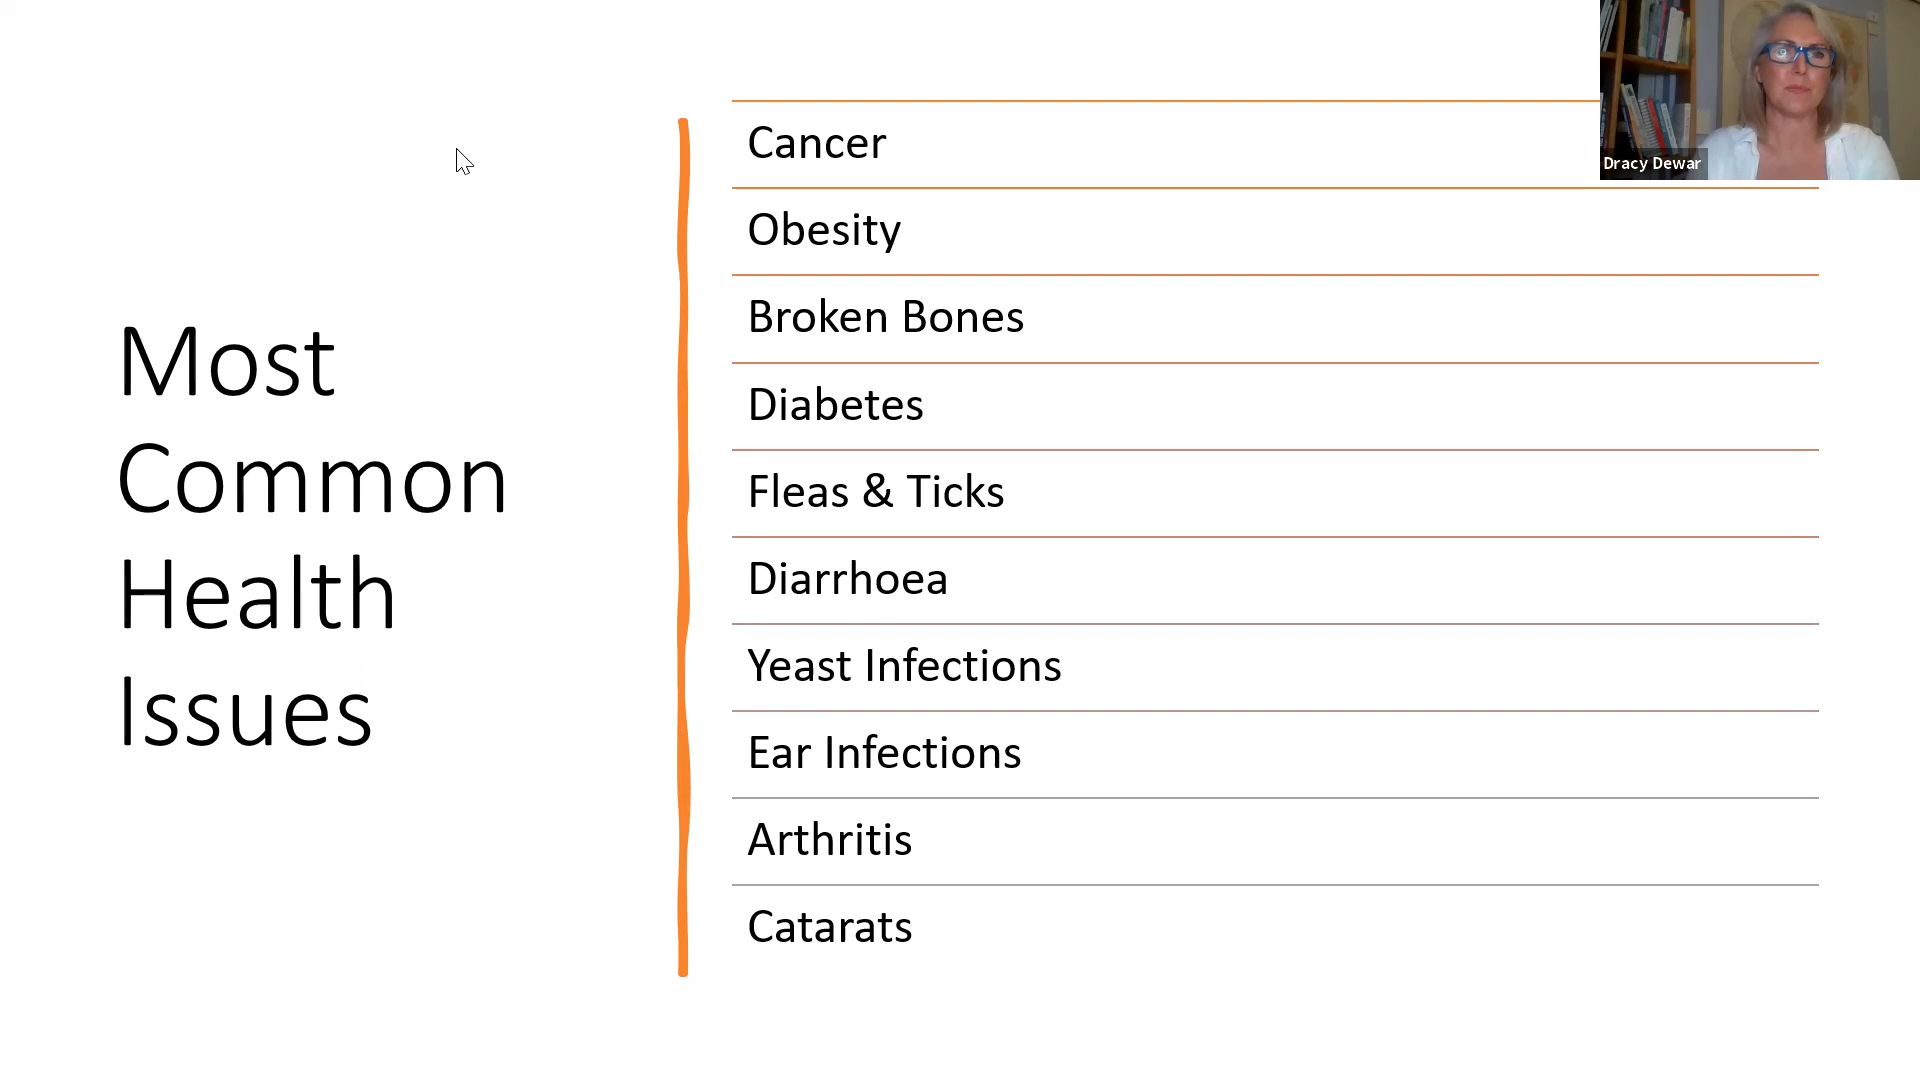 Most
Common
Health
Issues
Cancer
Obesity
Broken Bones
Diabetes
Fleas & Ticks
Diarrhoea
Yeast Infections
Ear Infections
Arthritis
Catarats
Dracy Dewar